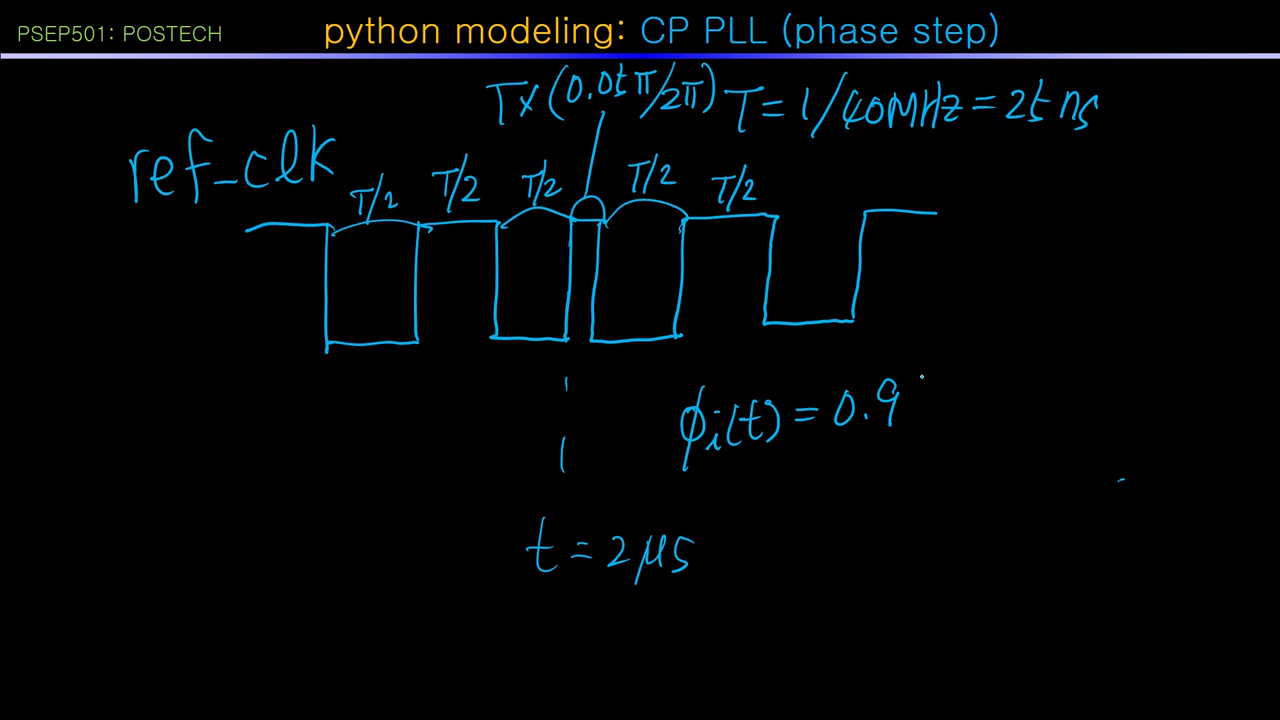 PSEP501: POSTECH
python modeling: CP PLL (phase step)
T× (0.05π/2π) T = 1/40MHz = 25 ns
ref_clk
T/2 T/2 T/2 T/2 T/2
ϕi(t) = 0.9
t = 2μs